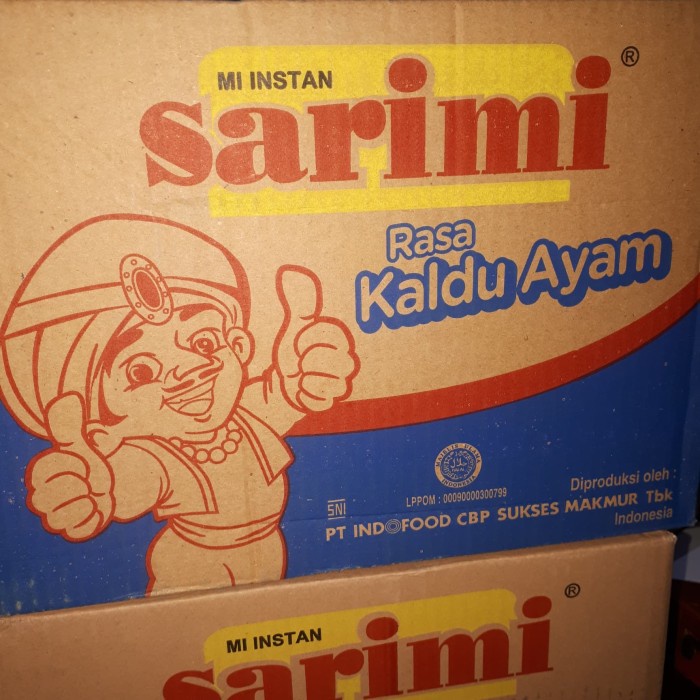 MI INSTAN
sarimi®
Rasa
Kaldu Ayam
SNI
LPPOM : 00090000300799
Diproduksi oleh :
PT INDOFOOD CBP SUKSES MAKMUR Tbk
Indonesia
MI INSTAN
sarimi®